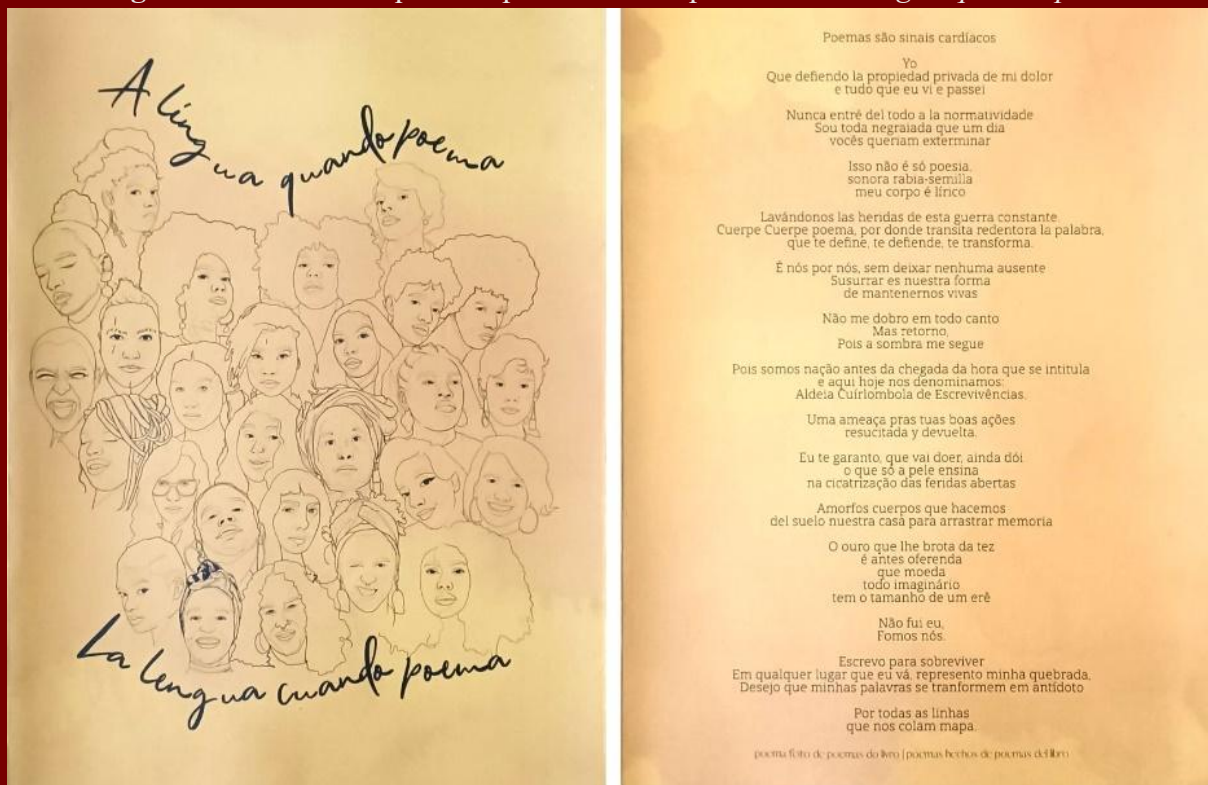 A língua quando poema
La lengua cuando poema
Poemas são sinais cardíacos
Yo
Que defiendo la propiedad privada de mi dolor
e tudo que eu vi e passei
Nunca entré del todo a la normatividade
Sou toda negraiada que um dia
vocês queriam exterminar
Isso não é só poesia,
sonora rabia-semilla
meu corpo é lírico
Lavándonos las heridas de esta guerra constante.
Cuerpe Cuerpe poema, por donde transita redentora la palabra,
que te define, te defiende, te transforma.
É nós por nós, sem deixar nenhuma ausente
Susurrar es nuestra forma
de mantenernos vivas
Não me dobro em todo canto
Mas retorno,
Pois a sombra me segue
Pois somos nação antes da chegada da hora que se intitula
e aqui hoje nos denominamos:
Aldeia Cuírlombola de Escrevivências.
Uma ameaça pras tuas boas ações
resucitada y devuelta.
Eu te garanto, que vai doer, ainda dói
o que só a pele ensina
na cicatrização das feridas abertas
Amorfos cuerpos que hacemos
del suelo nuestra casa para arrastrar memoria
O ouro que lhe brota da tez
é antes oferenda
que moeda
todo imaginário
tem o tamanho de um erê
Não fui eu,
Fomos nós.
Escrevo para sobreviver
Em qualquer lugar que eu vá, represento minha quebrada,
Desejo que minhas palavras se tranformem em antídoto
Por todas as linhas
que nos colam mapa.
poema feito de poemas do livro | poemas hechos de poemas del libro